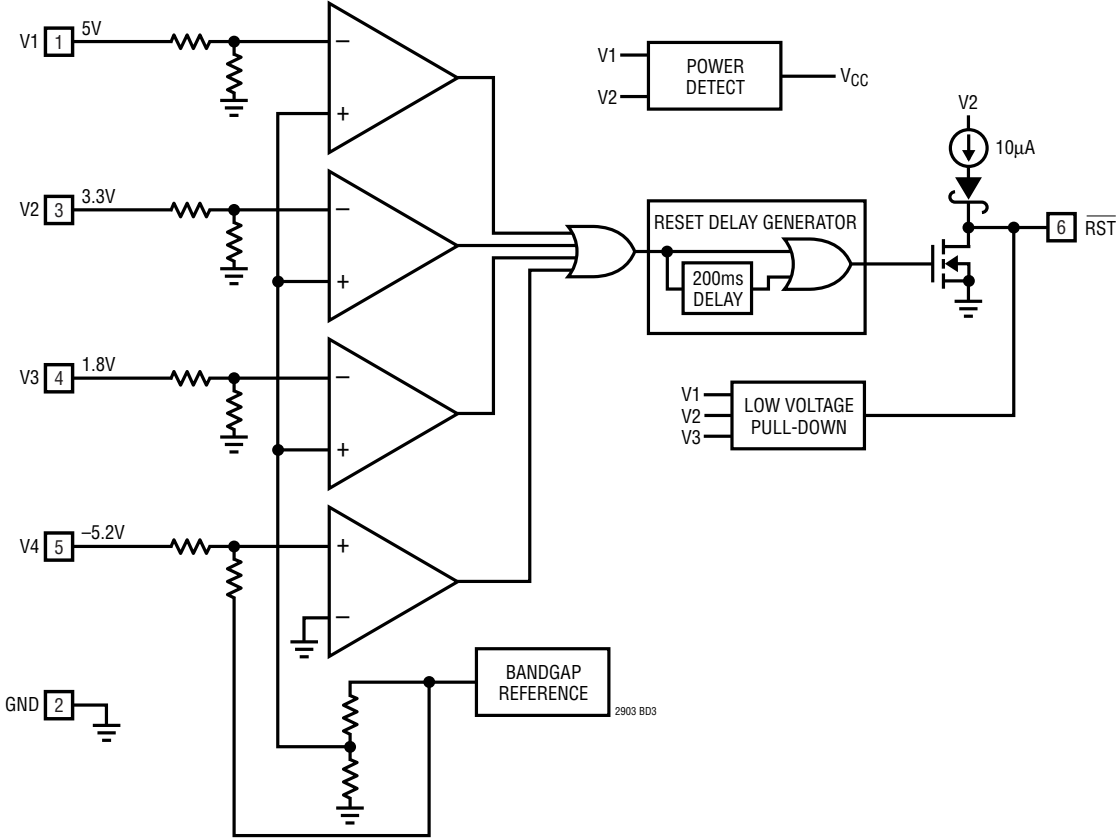 V1 1 5V
−
+
V1
V2
POWER
DETECT
VCC
V2
10µA
V2 3 3.3V
−
+
RESET DELAY GENERATOR
200ms
DELAY
6 RST
V3 4 1.8V
−
+
V1
V2
V3
LOW VOLTAGE
PULL-DOWN
V4 5 –5.2V
+
−
BANDGAP
REFERENCE
GND 2
2903 BD3